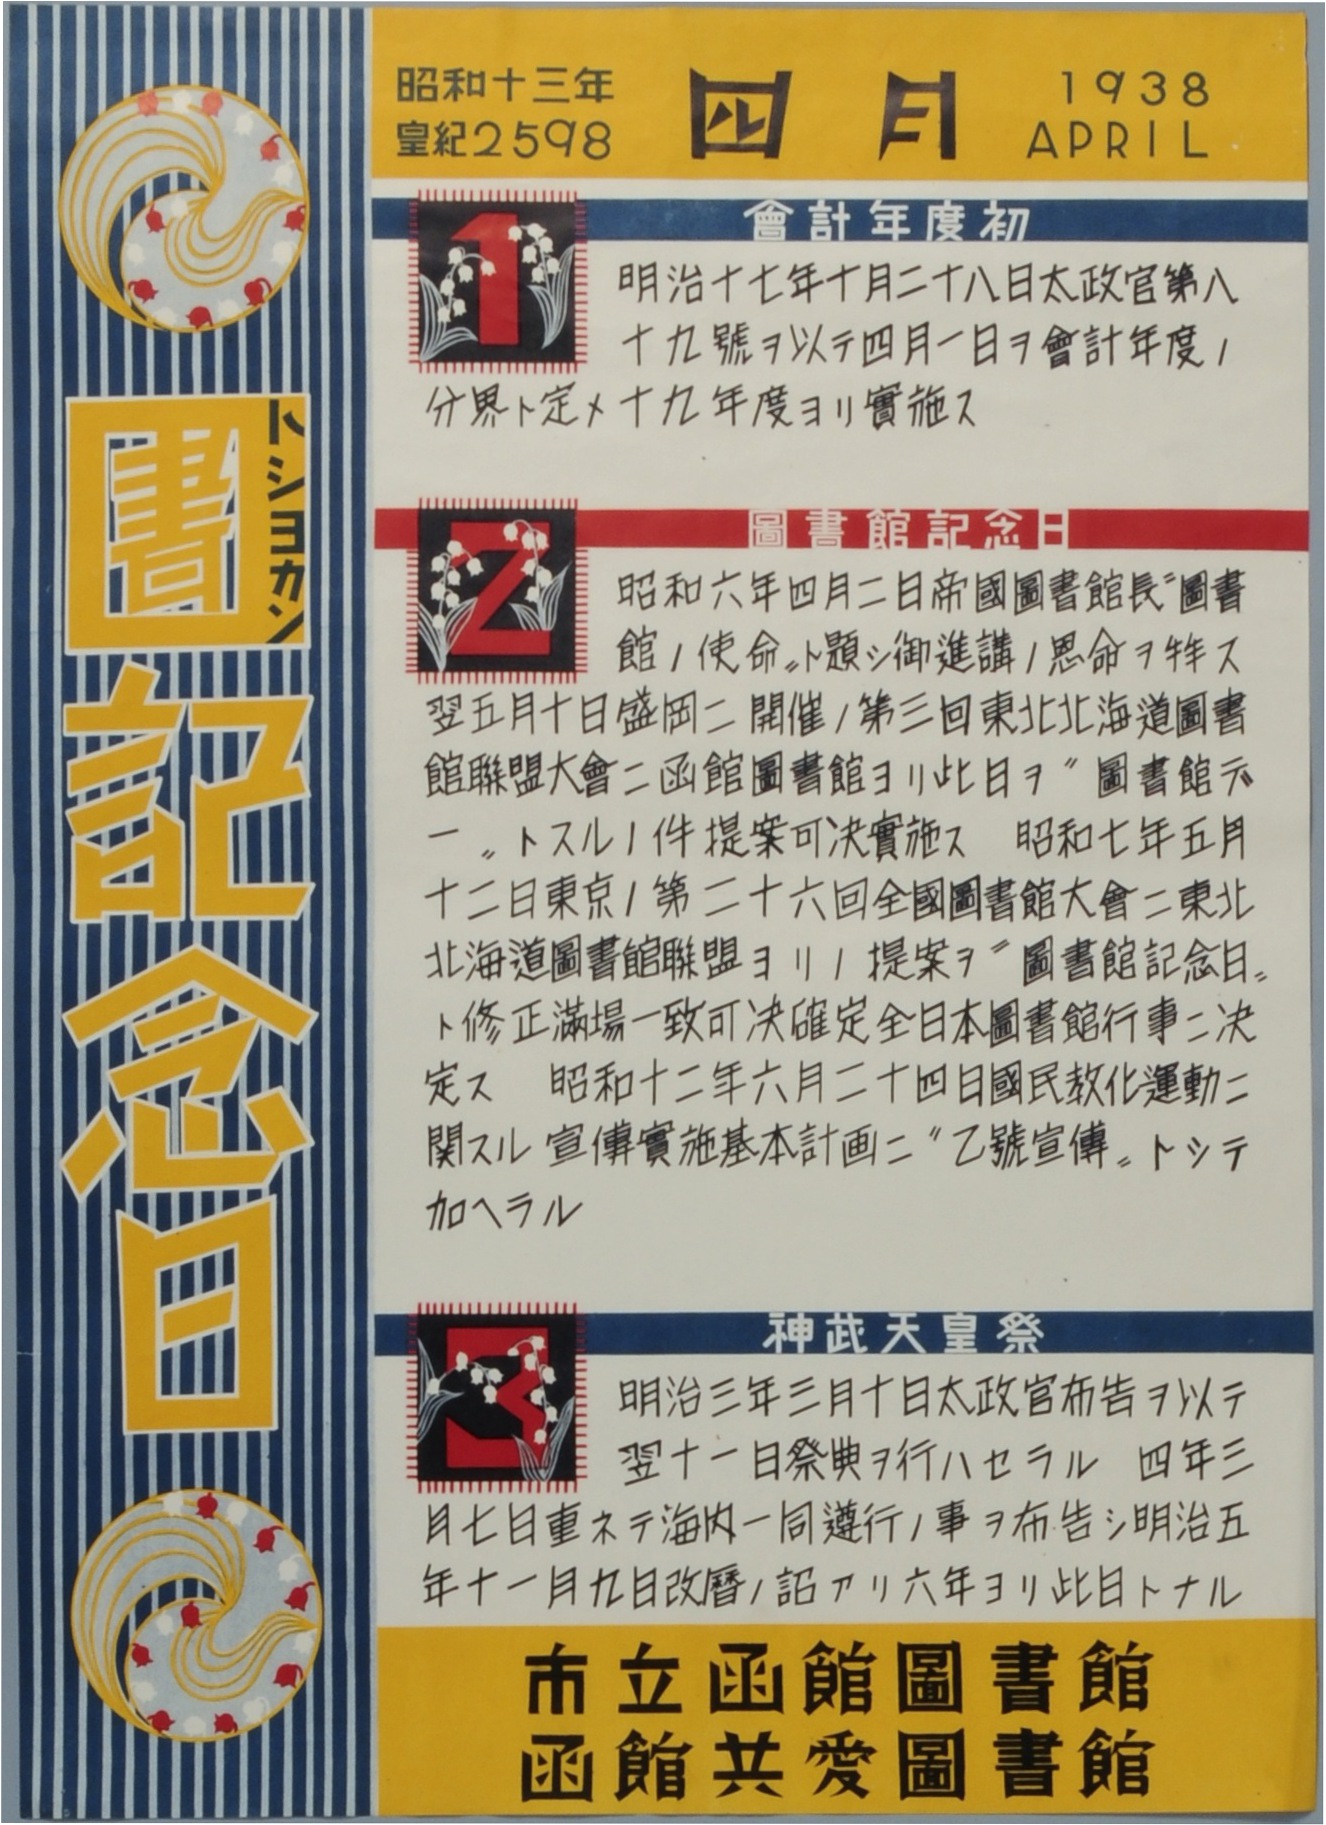 トショカン
圕記念日
昭和十三年
皇紀2598
四月
1938
APRIL
1
會計年度初
明治十七年十月二十八日太政官第八
十九號ヲ以テ四月一日ヲ會計年度ノ
分界ト定メ十九年度ヨリ實施ス
2
圖書館記念日
昭和六年四月二日帝國圖書館長〝圖書
館ノ使命〟ト題シ御進講ノ恩命ヲ拝ス
翌五月十日盛岡ニ開催ノ第三回東北北海道圖書
館聯盟大會ニ函館圖書館ヨリ此日ヲ〝圖書館デ
ー〟トスルノ件提案可决實施ス 昭和七年五月
十二日東京ノ第二十六回全國圖書館大會ニ東北
北海道圖書館聯盟ヨリノ提案ヲ〝圖書館記念日〟
ト修正滿場一致可决確定全日本圖書館行事ニ决
定ス 昭和十二年六月二十四日國民教化運動ニ
関スル宣傳實施基本計画ニ〝乙號宣傳〟トシテ
加ヘラル
3
神武天皇祭
明治三年三月十日太政官布告ヲ以テ
翌十一日祭典ヲ行ハセラル 四年三
月七日重ネテ海内一同遵行ノ事ヲ布告シ明治五
年十一月九日改曆ノ詔アリ六年ヨリ此日トナル
市立函館圖書館
函館共愛圖書館